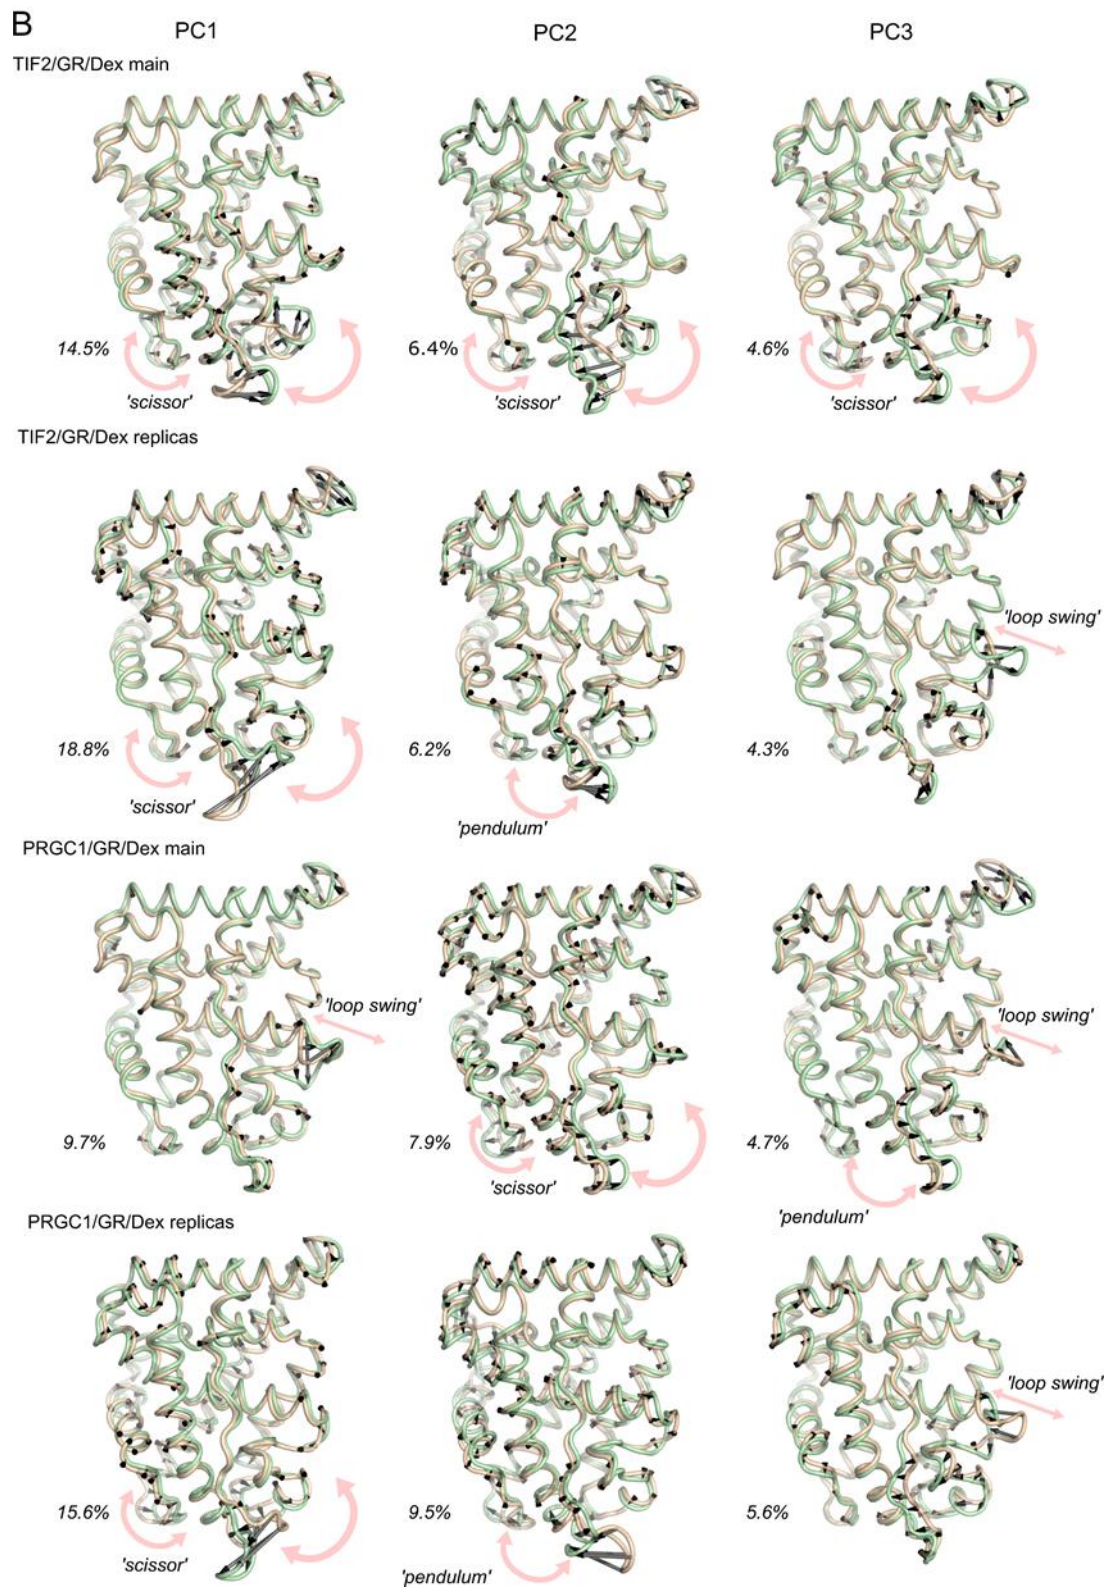 B
PC1 PC2 PC3
TIF2/GR/Dex main
14.5% 6.4% 4.6%
'scissor' 'scissor' 'scissor'
TIF2/GR/Dex replicas
'loop swing'
18.8% 6.2% 4.3%
'scissor' 'pendulum'
PRGC1/GR/Dex main
'loop swing' 'loop swing'
9.7% 7.9% 4.7%
'scissor' 'pendulum'
PRGC1/GR/Dex replicas
'loop swing'
15.6% 9.5% 5.6%
'scissor' 'pendulum'